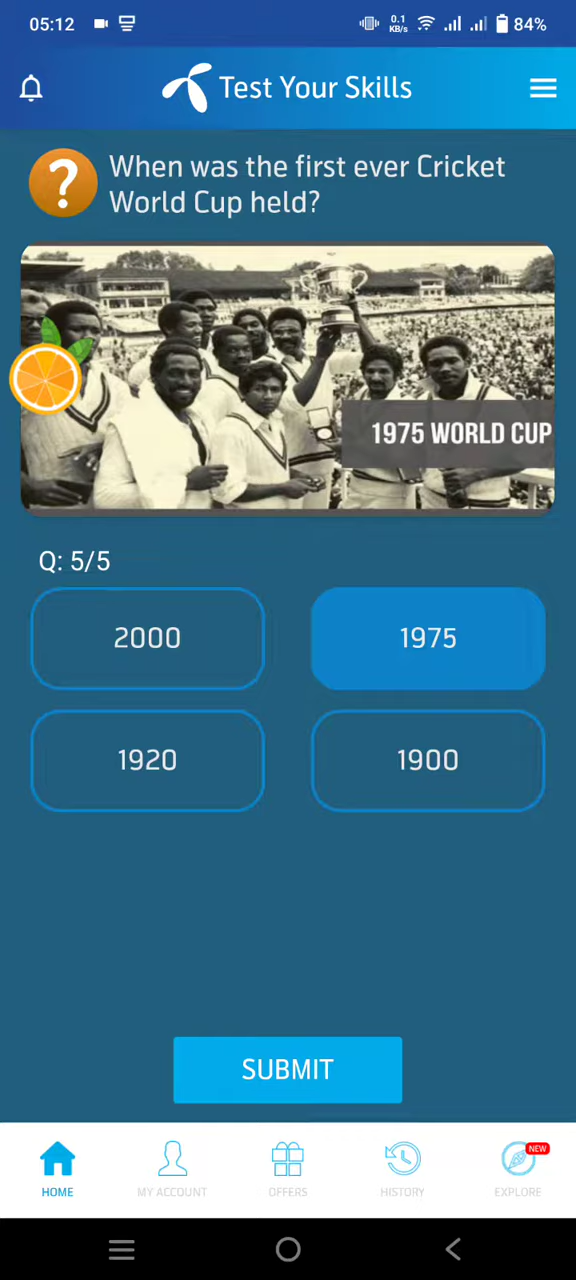 05:12
0.1
KB/s
84%
Test Your Skills
?
When was the first ever Cricket
World Cup held?
1975 WORLD CUP
Q: 5/5
2000
1975
1920
1900
SUBMIT
NEW
HOME
MY ACCOUNT
OFFERS
HISTORY
EXPLORE